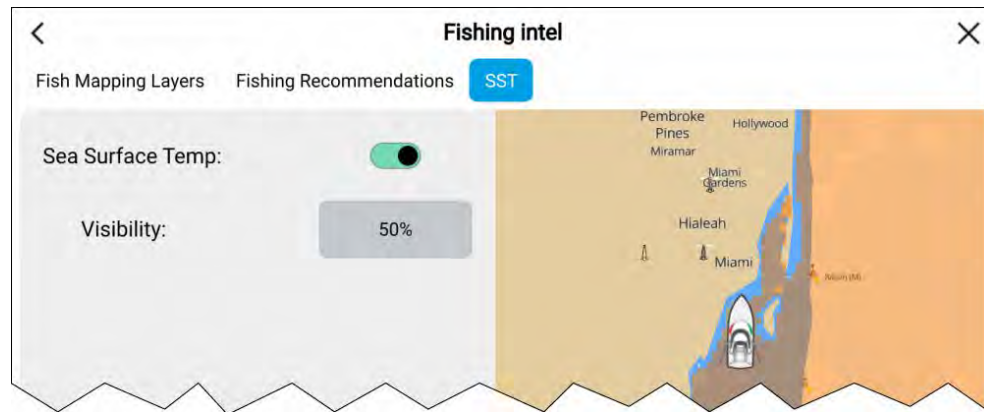 Fishing intel
Fish Mapping Layers Fishing Recommendations SST
Sea Surface Temp:
Visibility:
50%
Pembroke
Pines
Hollywood
Miramar
Miami
Gardens
Hialeah
Miami